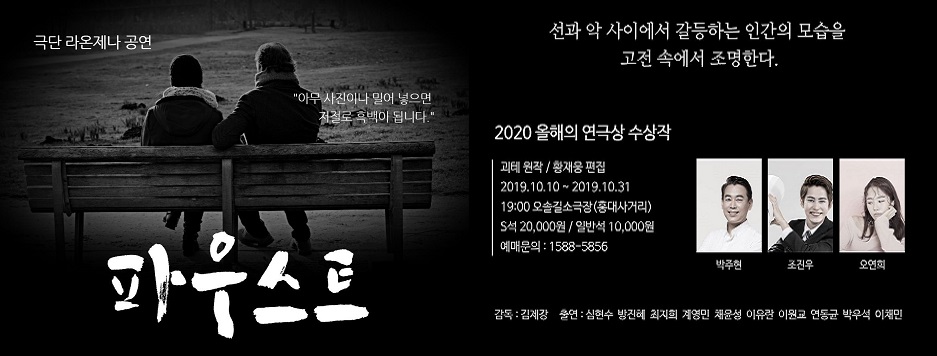 극단 라온제나 공연
"아무 사진이나 밀어 넣으면
저절로 흑백이 됩니다."
파우스트
선과 악 사이에서 갈등하는 인간의 모습을
고전 속에서 조명한다.
2020 올해의 연극상 수상작
괴테 원작 / 황재웅 편집
2019.10.10 ~ 2019.10.31
19:00 오솔길소극장(홍대사거리)
S석 20,000원 / 일반석 10,000원
예매문의 : 1588-5856
박주현 조진우 오연희
감독 : 김제강 출연 : 심현수 방진혜 최지희 계영민 채윤성 이유란 이원교 연동균 박우석 이채민